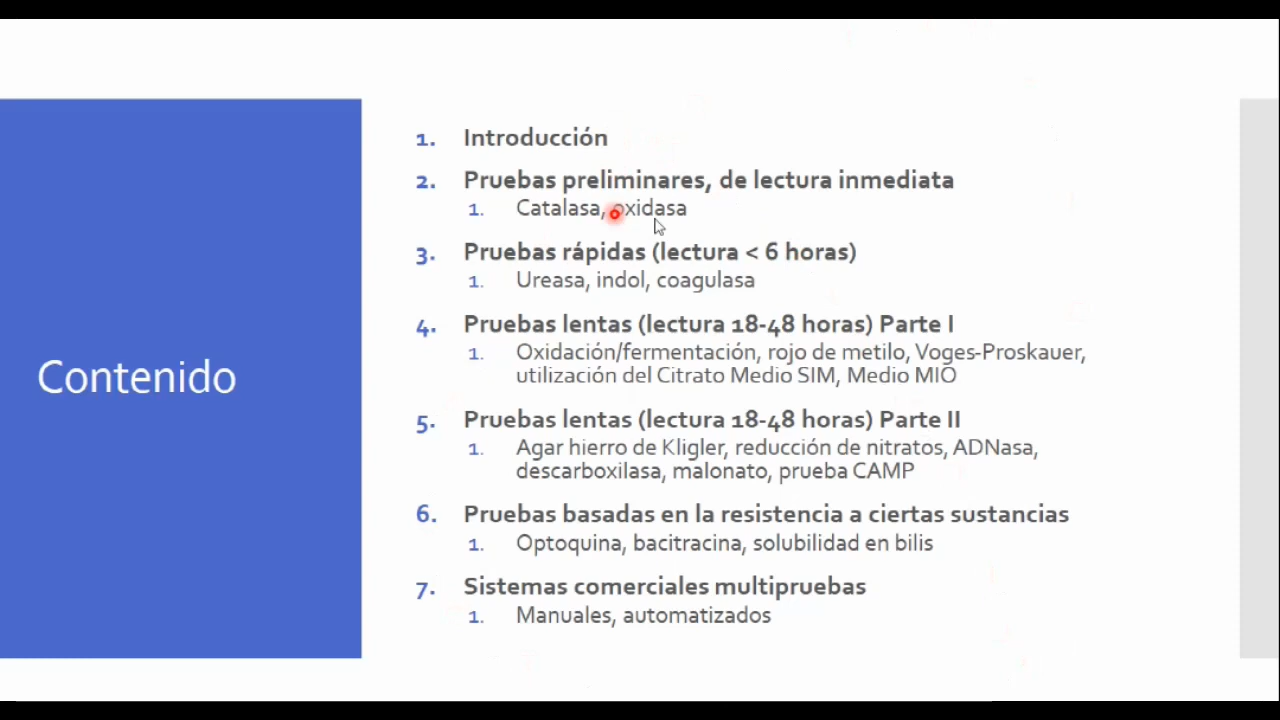 Contenido
1. Introducción
2. Pruebas preliminares, de lectura inmediata
1. Catalasa, oxidasa
3. Pruebas rápidas (lectura < 6 horas)
1. Ureasa, indol, coagulasa
4. Pruebas lentas (lectura 18-48 horas) Parte I
1. Oxidación/fermentación, rojo de metilo, Voges-Proskauer,
utilización del Citrato Medio SIM, Medio MIO
5. Pruebas lentas (lectura 18-48 horas) Parte II
1. Agar hierro de Kligler, reducción de nitratos, ADNasa,
descarboxilasa, malonato, prueba CAMP
6. Pruebas basadas en la resistencia a ciertas sustancias
1. Optoquina, bacitracina, solubilidad en bilis
7. Sistemas comerciales multipruebas
1. Manuales, automatizados